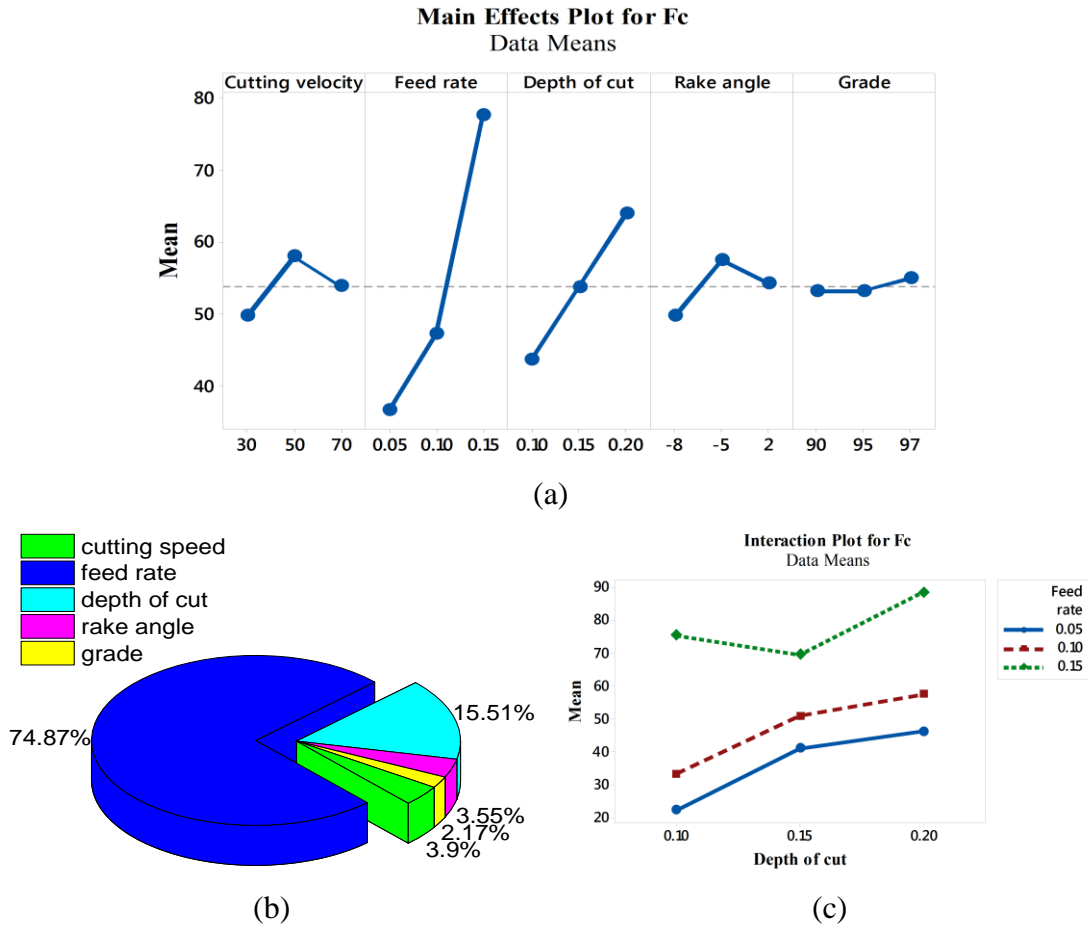 Main Effects Plot for Fc
Data Means
Cutting velocity Feed rate Depth of cut Rake angle Grade
Mean
80
70
60
50
40
30 50 70 0.05 0.10 0.15 0.10 0.15 0.20 -8 -5 2 90 95 97
(a)
cutting speed
feed rate
depth of cut
rake angle
grade
74.87%
15.51%
3.55%
2.17%
3.9%
(b)
Interaction Plot for Fc
Data Means
Mean
90
80
70
60
50
40
30
20
0.10 0.15 0.20
Depth of cut
Feed
rate
0.05
0.10
0.15
(c)